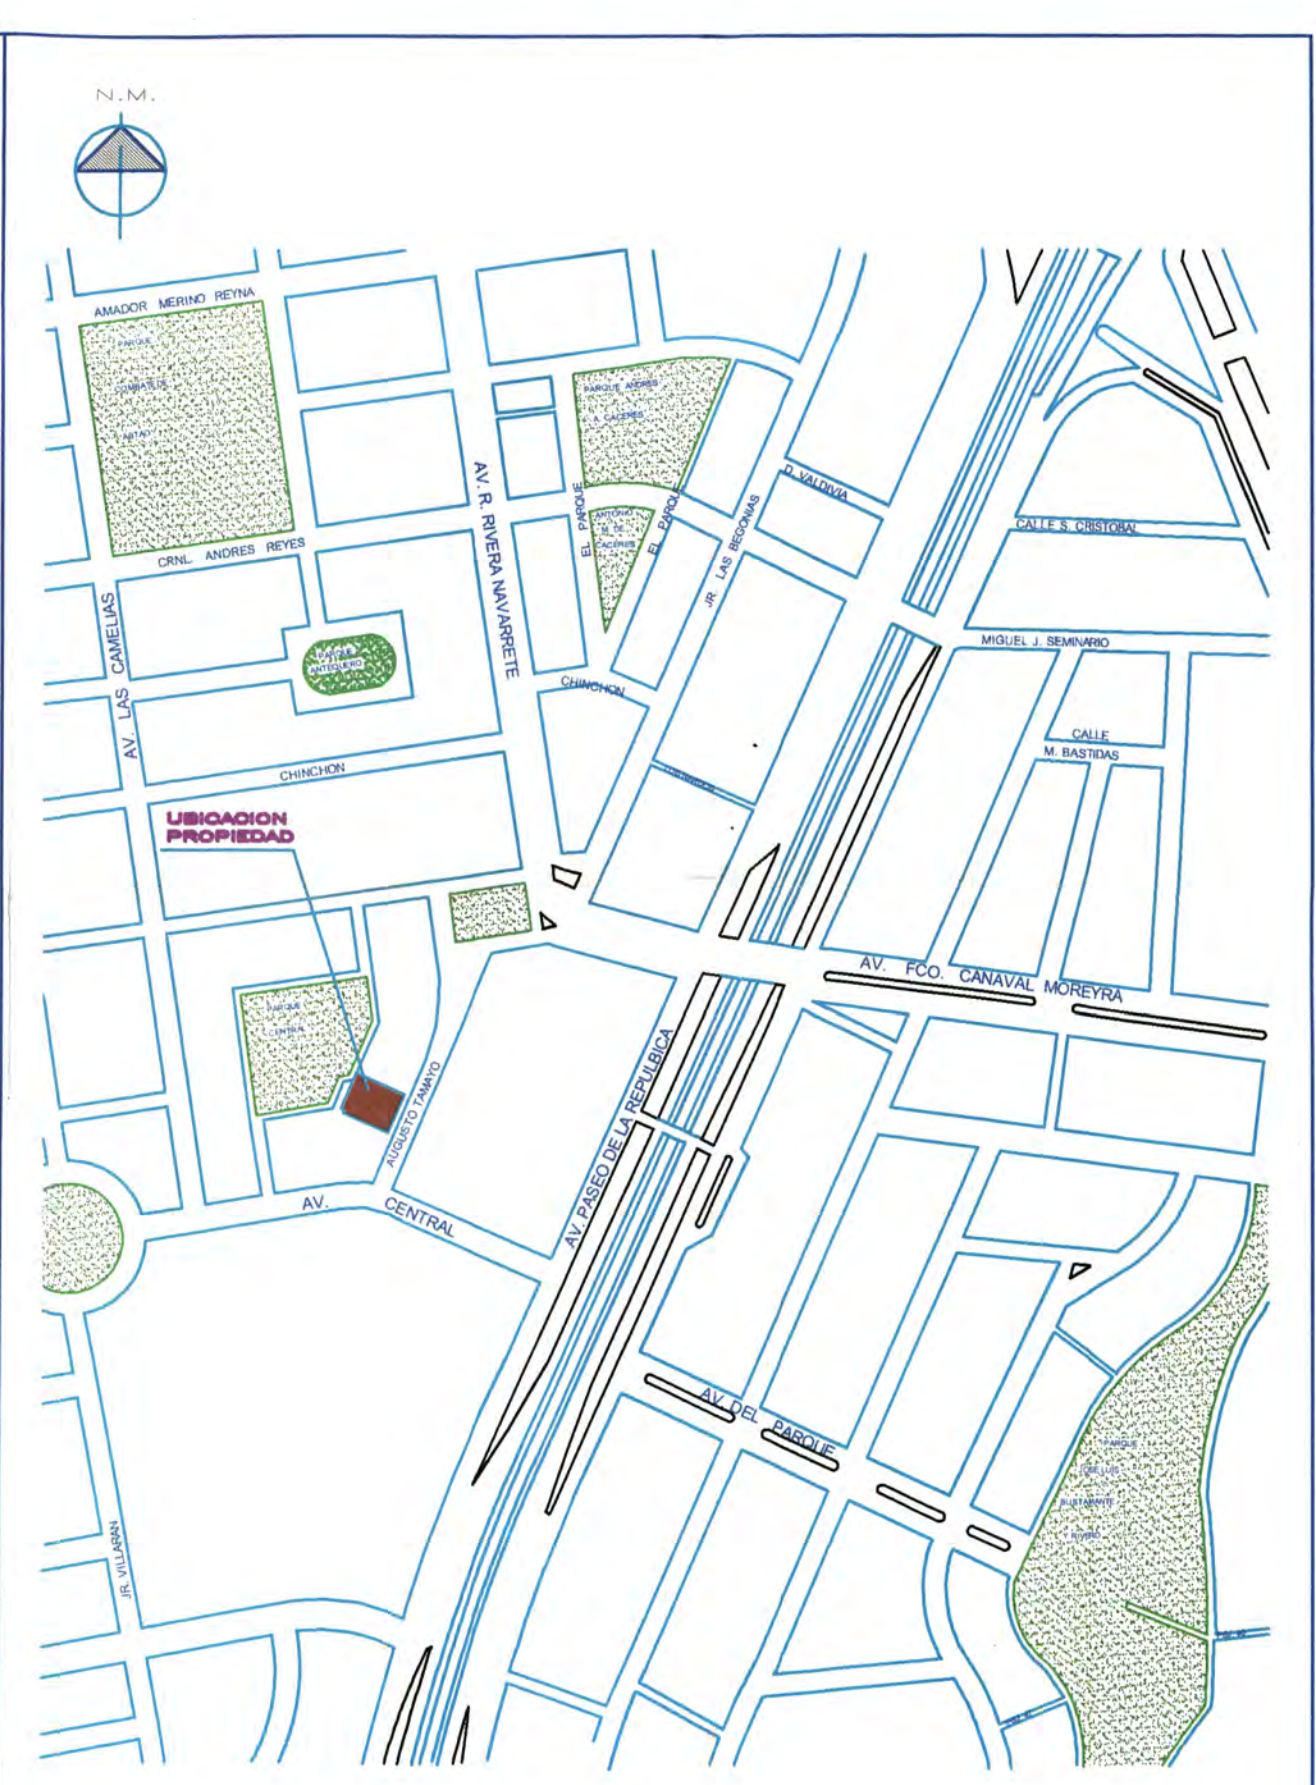 N.M.
AMADOR MERINO REYNA
PARQUE
COMBATE DE
ABTAO
PARQUE ANDRES
A. CACERES
AV. R. RIVERA NAVARRETE
EL PARQUE
ANTONIO
M. DE
CACERES
EL PARQUE
JR. LAS BEGONIAS
D. VALDIVIA
CALLE S. CRISTOBAL
CRNL. ANDRES REYES
AV. LAS CAMELIAS
PARQUE
ANTEQUERO
CHINCHON
MIGUEL J. SEMINARIO
CALLE
M. BASTIDAS
CHINCHON
UBICACION
PROPIEDAD
AV. FCO. CANAVAL MOREYRA
PARQUE
CENTRAL
AUGUSTO TAMAYO
AV. PASEO DE LA REPULBICA
AV. CENTRAL
AV. DEL PARQUE
PARQUE
JOSE LUIS
BUSTAMANTE
Y RIVERO
JR. VILLARAN